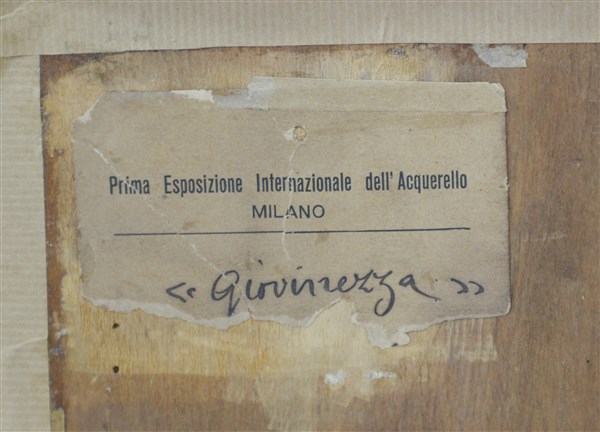 Prima Esposizione Internazionale dell'Acquerello
MILANO
<< Giovinezza >>